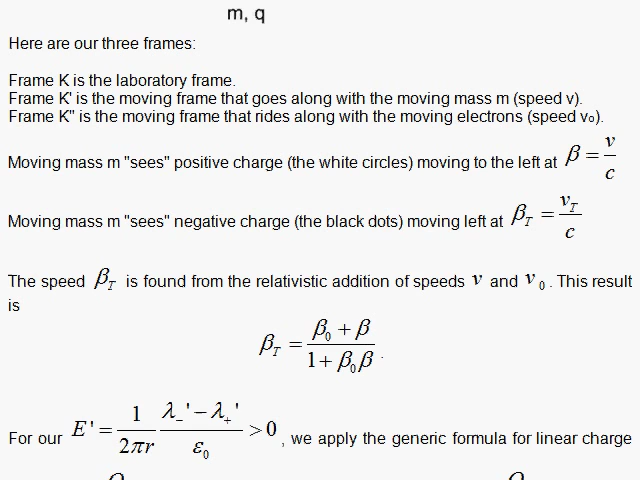 m, q
Here are our three frames:
Frame K is the laboratory frame.
Frame K' is the moving frame that goes along with the moving mass m (speed v).
Frame K" is the moving frame that rides along with the moving electrons (speed v₀).
Moving mass m "sees" positive charge (the white circles) moving to the left at β = v/c
Moving mass m "sees" negative charge (the black dots) moving left at β_T = v_T/c
The speed β_T is found from the relativistic addition of speeds v and v₀. This result
is
β_T = (β₀ + β)/(1 + β₀β).
For our E' = (1/2πr) (λ₋' − λ₊')/ε₀ > 0, we apply the generic formula for linear charge